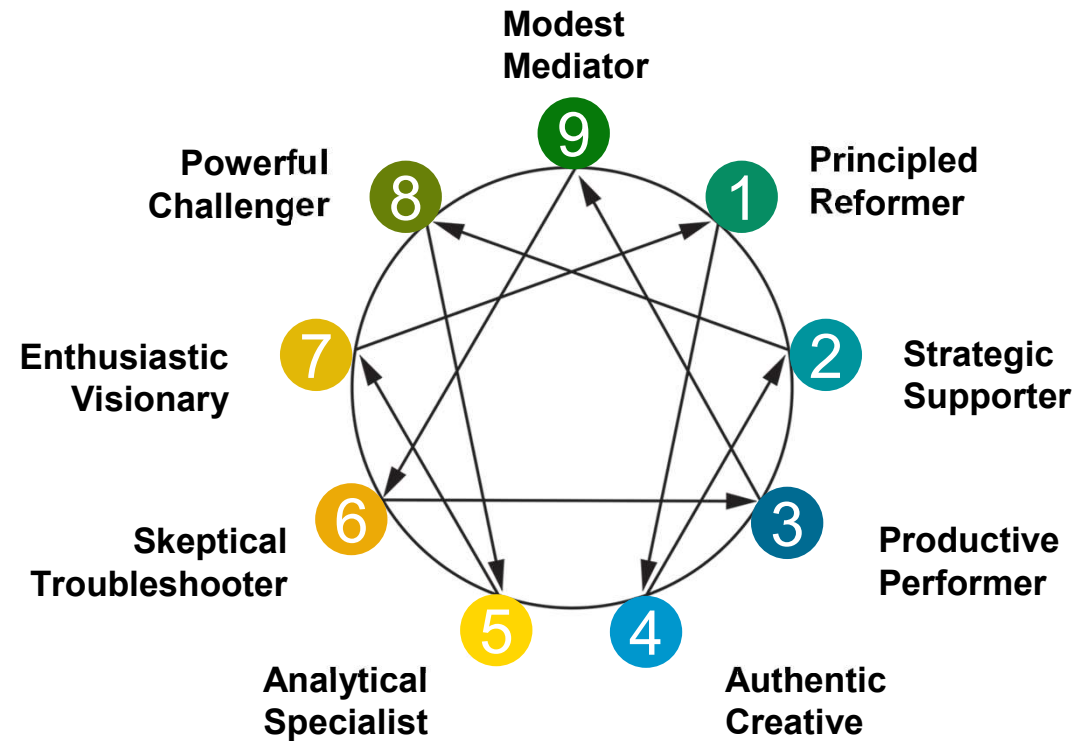 Modest
Mediator
9
Powerful
Challenger
8
1
Principled
Reformer
Enthusiastic
Visionary
7
2
Strategic
Supporter
Skeptical
Troubleshooter
6
3
Productive
Performer
5
4
Analytical
Specialist
Authentic
Creative